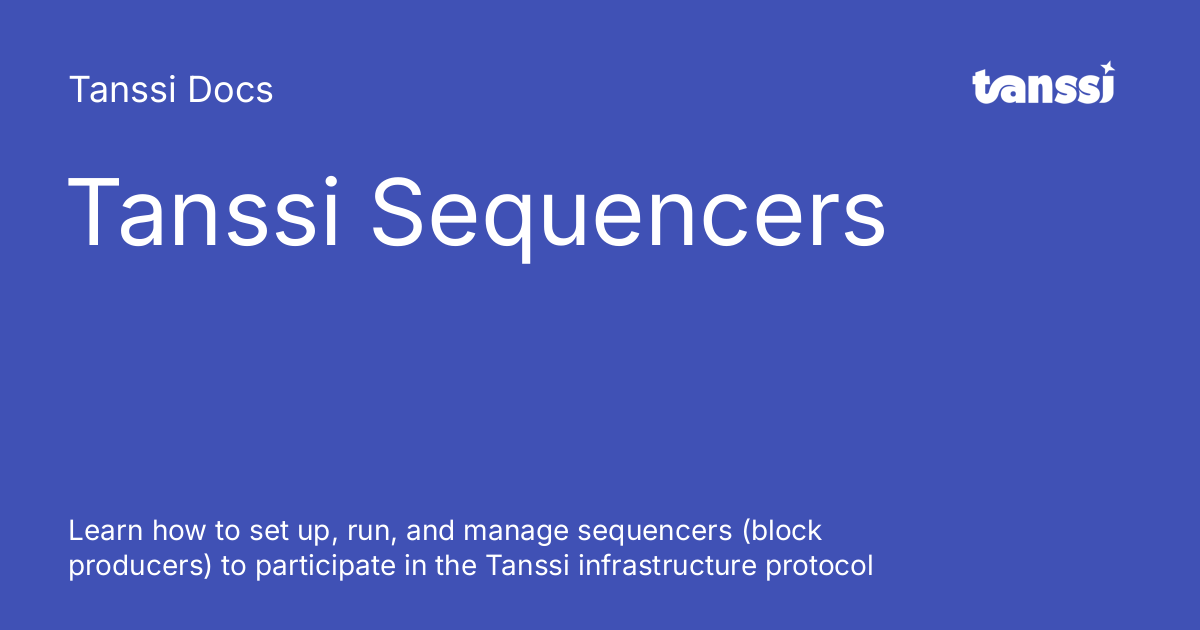 Tanssi Docs
tanssi
Tanssi Sequencers
Learn how to set up, run, and manage sequencers (block
producers) to participate in the Tanssi infrastructure protocol